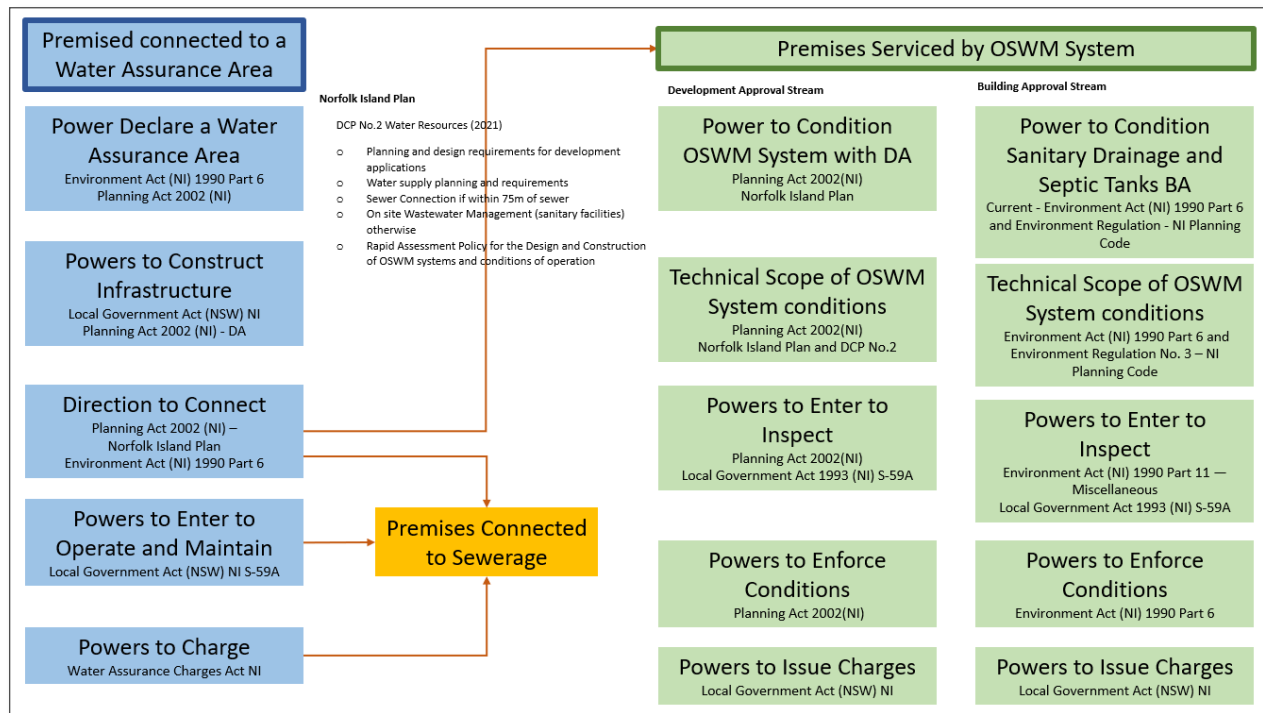 Premised connected to a
Water Assurance Area
Power Declare a Water
Assurance Area
Environment Act (NI) 1990 Part 6
Planning Act 2002 (NI)
Powers to Construct
Infrastructure
Local Government Act (NSW) NI
Planning Act 2002 (NI) - DA
Direction to Connect
Planning Act 2002 (NI) –
Norfolk Island Plan
Environment Act (NI) 1990 Part 6
Powers to Enter to
Operate and Maintain
Local Government Act (NSW) NI S-59A
Powers to Charge
Water Assurance Charges Act NI
Norfolk Island Plan
DCP No.2 Water Resources (2021)
o Planning and design requirements for development
applications
o Water supply planning and requirements
o Sewer Connection if within 75m of sewer
o On site Wastewater Management (sanitary facilities)
otherwise
o Rapid Assessment Policy for the Design and Construction
of OSWM systems and conditions of operation
Premises Connected
to Sewerage
Premises Serviced by OSWM System
Development Approval Stream
Power to Condition
OSWM System with DA
Planning Act 2002(NI)
Norfolk Island Plan
Technical Scope of OSWM
System conditions
Planning Act 2002(NI)
Norfolk Island Plan and DCP No.2
Powers to Enter to
Inspect
Planning Act 2002(NI)
Local Government Act 1993 (NI) S-59A
Powers to Enforce
Conditions
Planning Act 2002(NI)
Powers to Issue Charges
Local Government Act (NSW) NI
Building Approval Stream
Power to Condition
Sanitary Drainage and
Septic Tanks BA
Current - Environment Act (NI) 1990 Part 6
and Environment Regulation - NI Planning
Code
Technical Scope of OSWM
System conditions
Environment Act (NI) 1990 Part 6 and
Environment Regulation No. 3 – NI
Planning Code
Powers to Enter to
Inspect
Environment Act (NI) 1990 Part 11 —
Miscellaneous
Local Government Act 1993 (NI) S-59A
Powers to Enforce
Conditions
Environment Act (NI) 1990 Part 6
Powers to Issue Charges
Local Government Act (NSW) NI